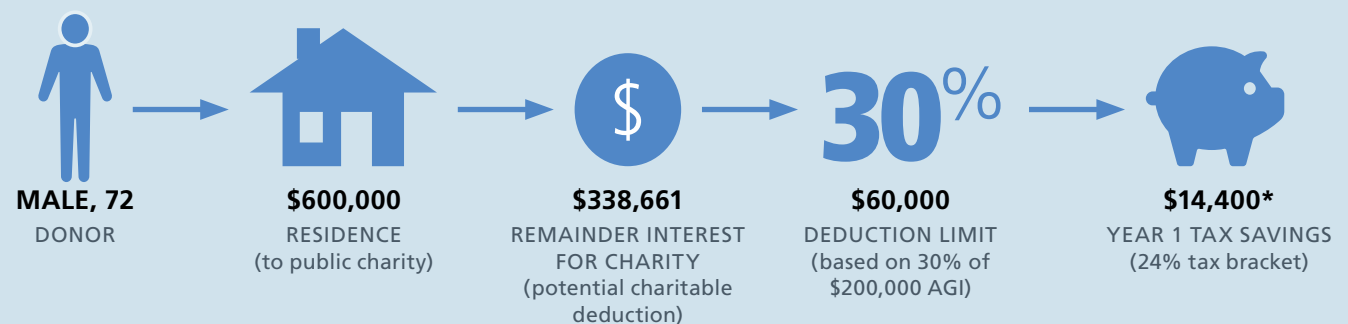 $
30%
MALE, 72
DONOR
$600,000
RESIDENCE
(to public charity)
$338,661
REMAINDER INTEREST
FOR CHARITY
(potential charitable
deduction)
$60,000
DEDUCTION LIMIT
(based on 30% of
$200,000 AGI)
$14,400*
YEAR 1 TAX SAVINGS
(24% tax bracket)